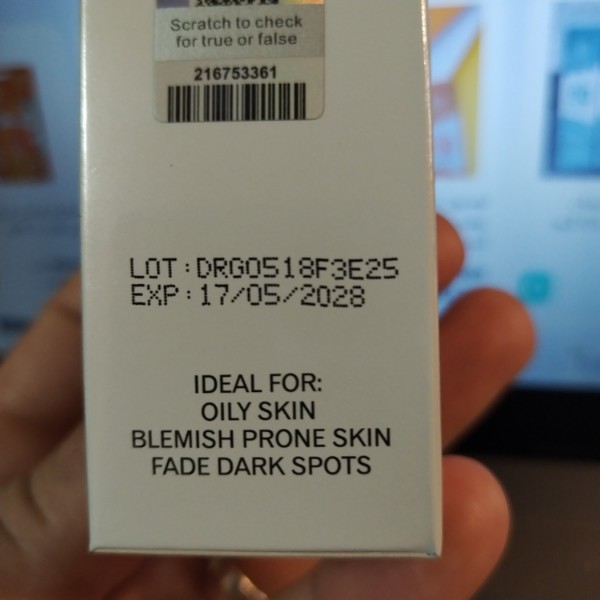 Scratch to check
for true or false
216753361
LOT:DRG0518F3E25
EXP:17/05/2028
IDEAL FOR:
OILY SKIN
BLEMISH PRONE SKIN
FADE DARK SPOTS